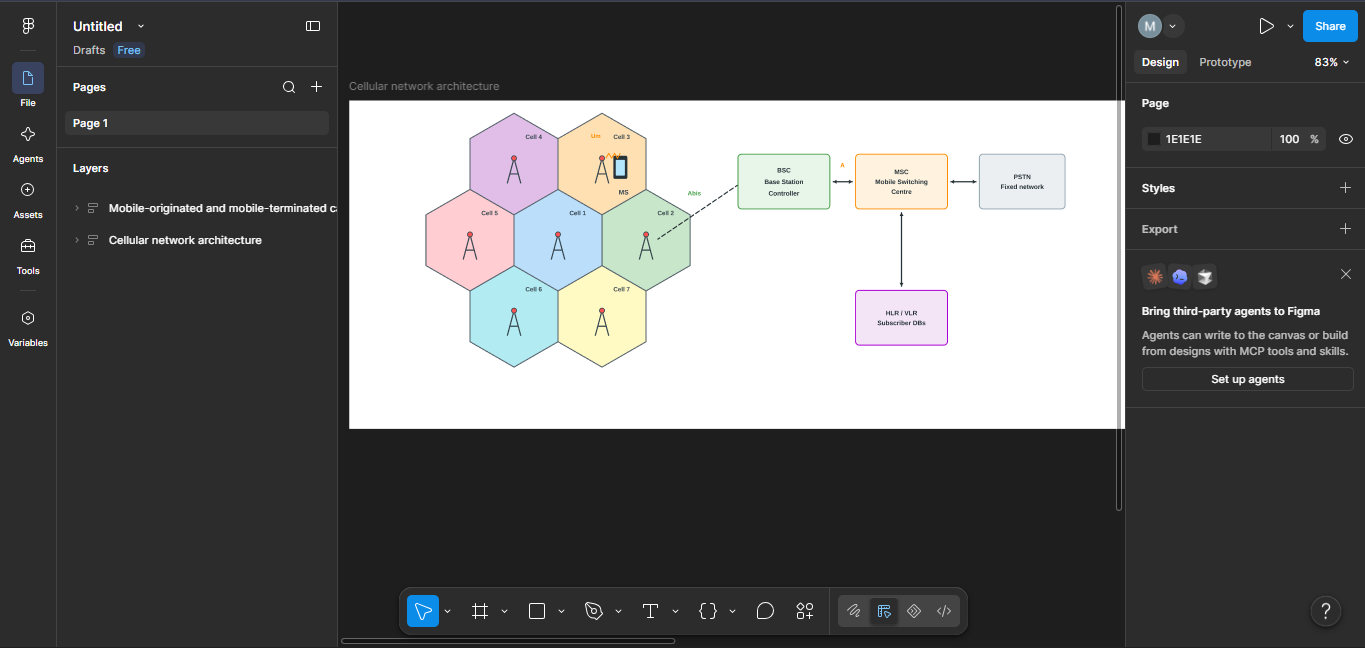 Untitled
Drafts Free
File
Agents
Assets
Tools
Variables
Pages
Page 1
Layers
Mobile-originated and mobile-terminated c
Cellular network architecture
Cellular network architecture
Cell 4
Um
Cell 3
MS
Cell 5
Cell 1
Cell 2
Cell 6
Cell 7
Abis
BSC
Base Station
Controller
A
MSC
Mobile Switching
Centre
PSTN
Fixed network
HLR / VLR
Subscriber DBs
M
Share
Design Prototype 83%
Page
1E1E1E 100 %
Styles
Export
Bring third-party agents to Figma
Agents can write to the canvas or build
from designs with MCP tools and skills.
Set up agents
?